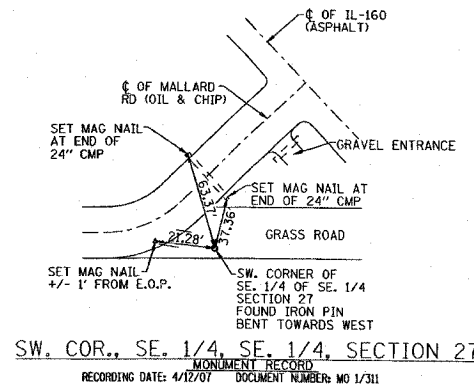 ℄ OF IL-160
(ASPHALT)
℄ OF MALLARD
RD (OIL & CHIP)
SET MAG NAIL
AT END OF
24" CMP
GRAVEL ENTRANCE
63.37'
SET MAG NAIL AT
END OF 24" CMP
37.36'
21.28'
GRASS ROAD
SET MAG NAIL
+/- 1' FROM E.O.P.
SW. CORNER OF
SE. 1/4 OF SE. 1/4
SECTION 27
FOUND IRON PIN
BENT TOWARDS WEST
SW. COR., SE. 1/4, SE. 1/4, SECTION 27
MONUMENT RECORD
RECORDING DATE: 4/12/07 DOCUMENT NUMBER: MO 1/311